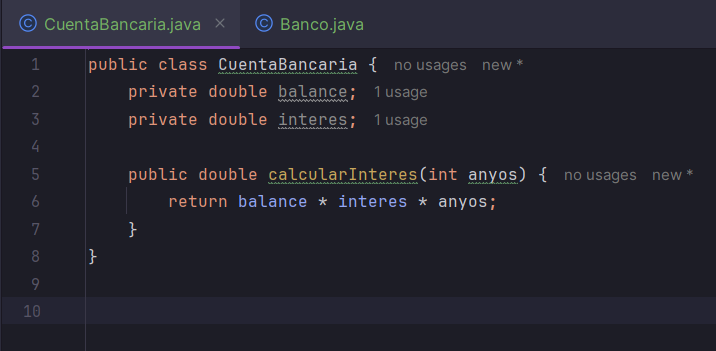 CuentaBancaria.java × Banco.java
1 public class CuentaBancaria { no usages new *
2 private double balance; 1 usage
3 private double interes; 1 usage
4
5 public double calcularInteres(int anyos) { no usages new *
6 return balance * interes * anyos;
7 }
8 }
9
10